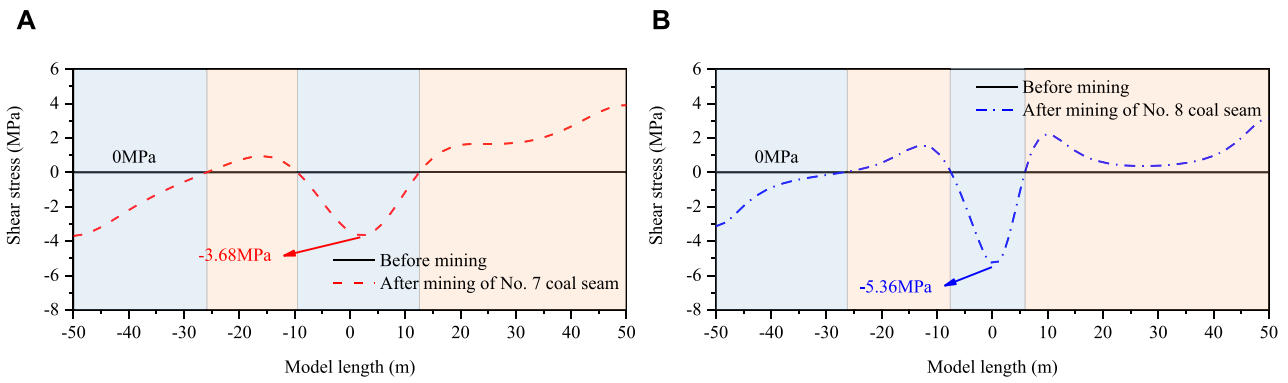 A
6
4
2
0
-2
-4
-6
-8
Shear stress (MPa)
0MPa
-3.68MPa
Before mining
After mining of No. 7 coal seam
-50 -40 -30 -20 -10 0 10 20 30 40 50
Model length (m)
B
6
4
2
0
-2
-4
-6
-8
Shear stress (MPa)
Before mining
After mining of No. 8 coal seam
0MPa
-5.36MPa
-50 -40 -30 -20 -10 0 10 20 30 40 50
Model length (m)